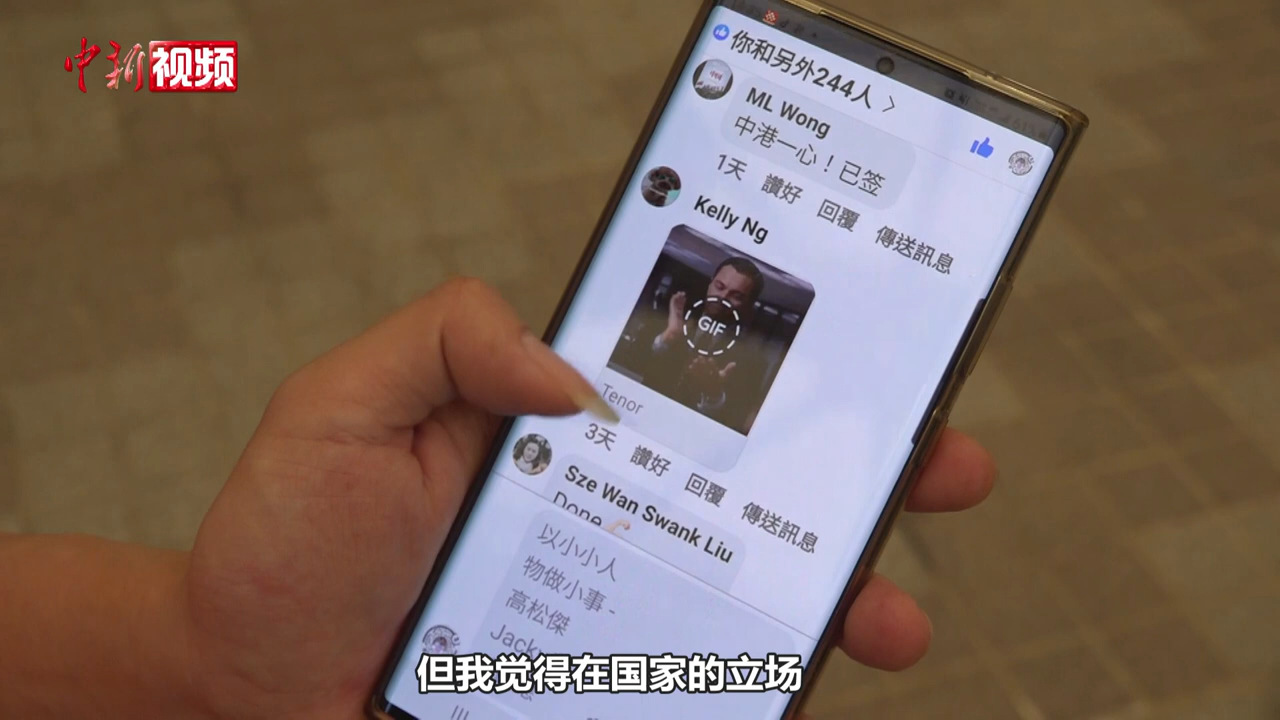 中新视频
你和另外244人
ML Wong
中港一心！已签
1天 讚好 回覆 傳送訊息
Kelly Ng
GIF
Tenor
3天 讚好 回覆 傳送訊息
Sze Wan Swank Liu
Done
以小小人
物做小事 -
高松傑
但我觉得在国家的立场